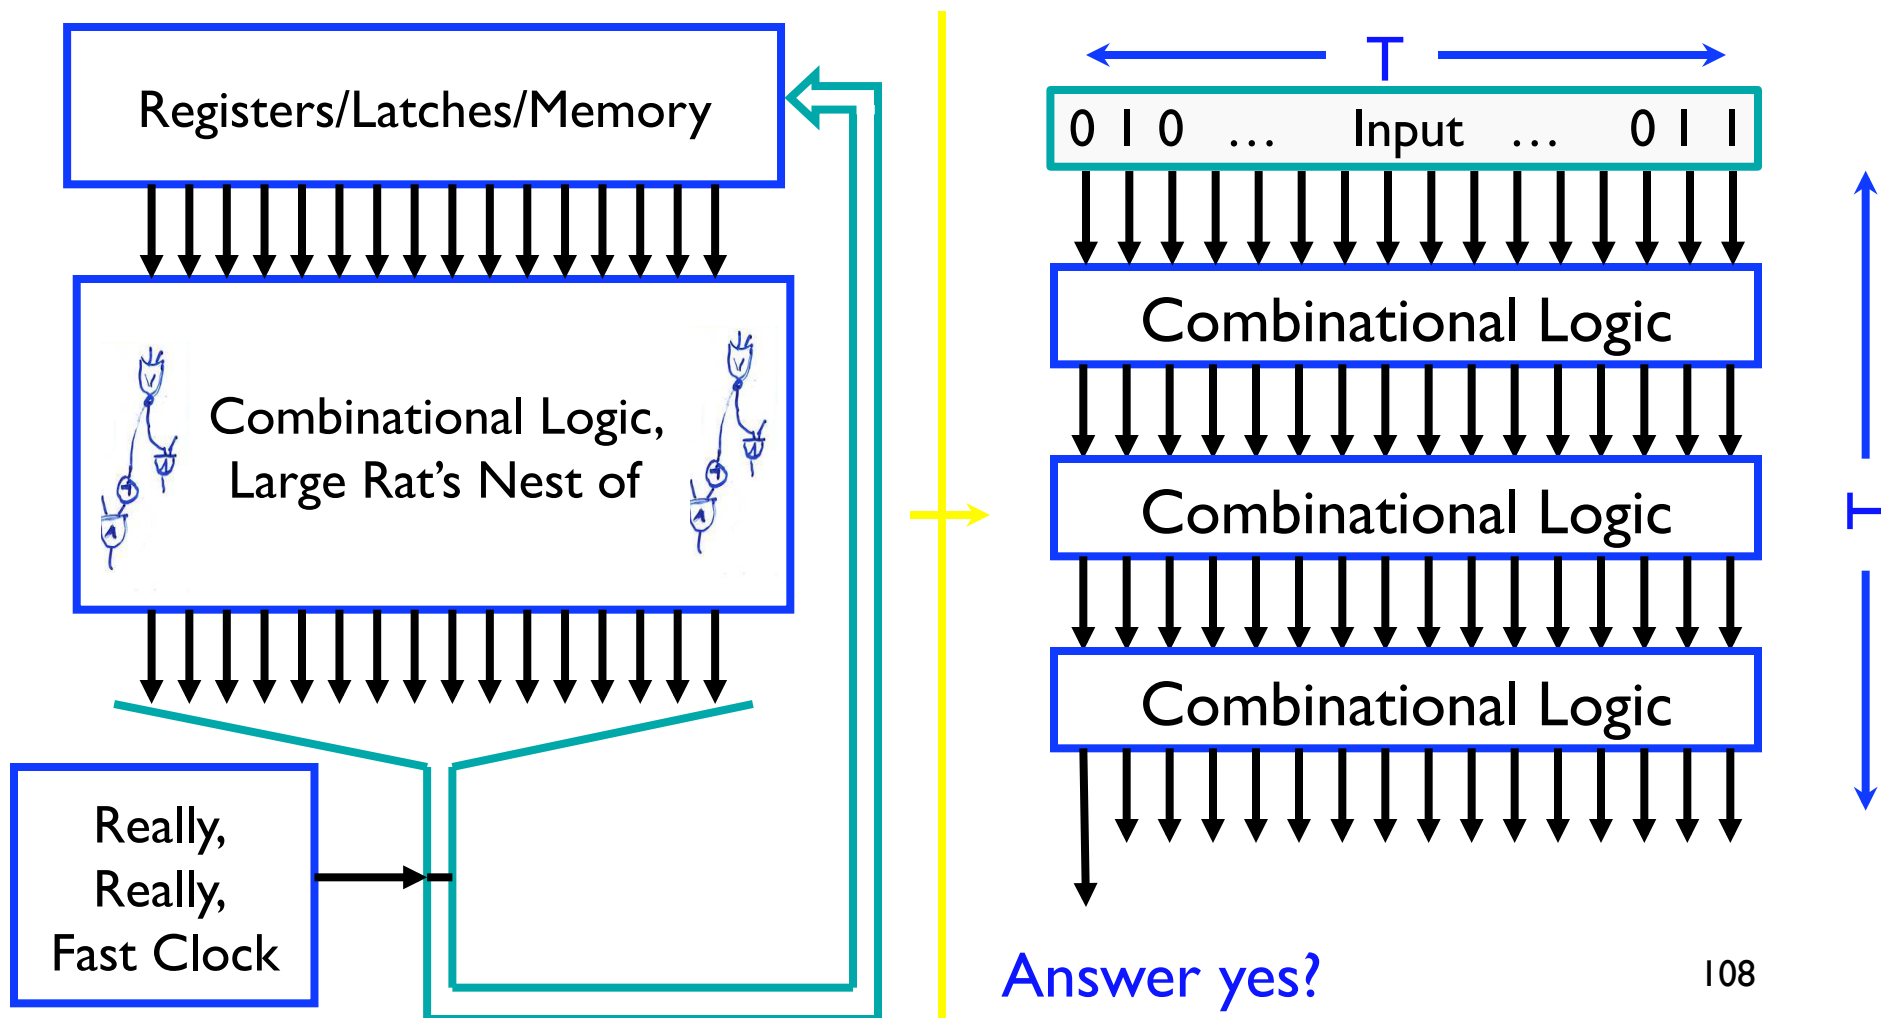 Registers/Latches/Memory
Combinational Logic,
Large Rat’s Nest of
Really,
Really,
Fast Clock
T
0 1 0 … Input … 0 1 1
Combinational Logic
Combinational Logic
Combinational Logic
T
Answer yes?
108